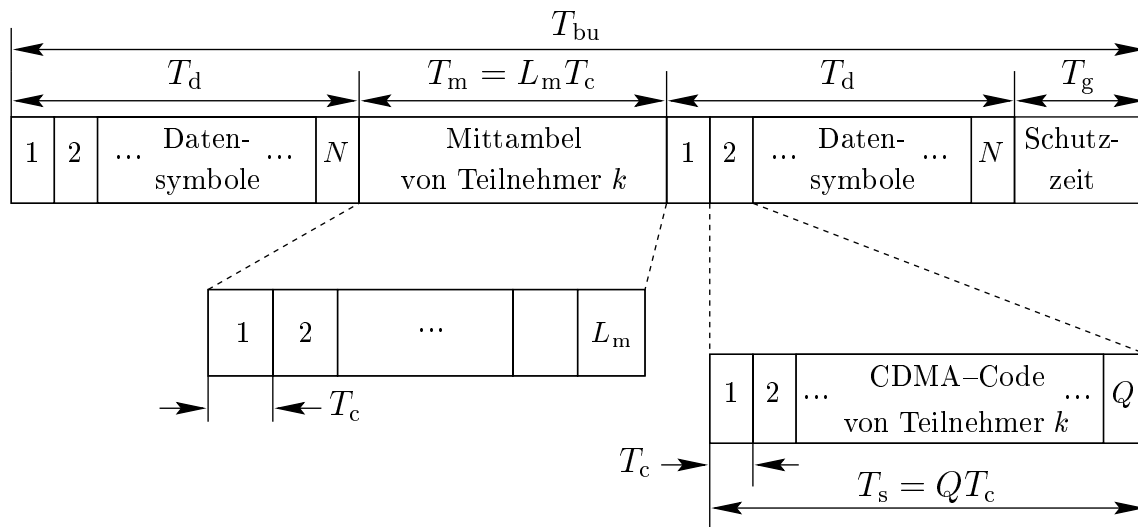 T_bu
T_d T_m = L_m T_c T_d T_g
1 2 ... Daten- ... N Mittambel 1 2 ... Daten- ... N Schutz-
symbole von Teilnehmer k symbole zeit
1 2 ... L_m
T_c
1 2 ... CDMA–Code ... Q
von Teilnehmer k
T_c
T_s = QT_c